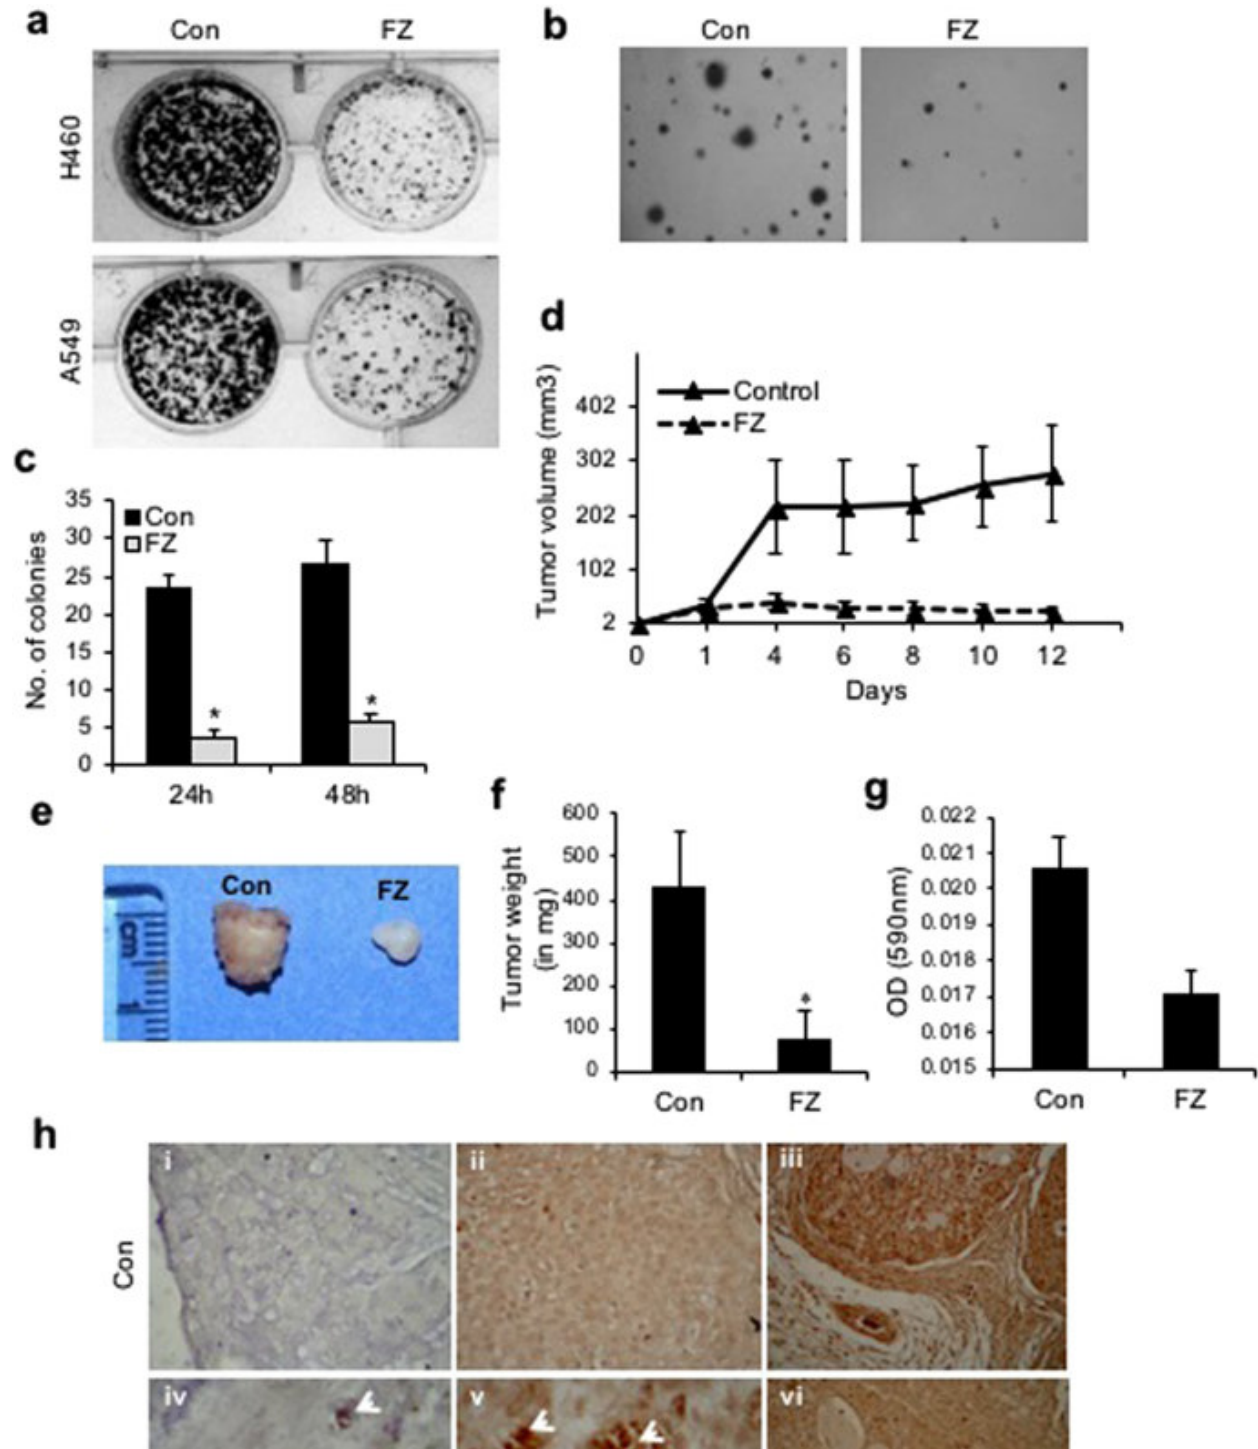 a
Con FZ
H460
A549
b
Con FZ
c
No. of colonies
35
30
25
20
15
10
5
0
Con
FZ
*
*
24h 48h
d
Tumor volume (mm3)
402
302
202
102
2
Control
FZ
0 1 4 6 8 10 12
Days
e
Con FZ
cm
1
f
Tumor weight
(in mg)
600
500
400
300
200
100
0
*
Con FZ
g
OD (590nm)
0.022
0.021
0.020
0.019
0.018
0.017
0.016
0.015
Con FZ
h
Con
i ii iii
iv v vi